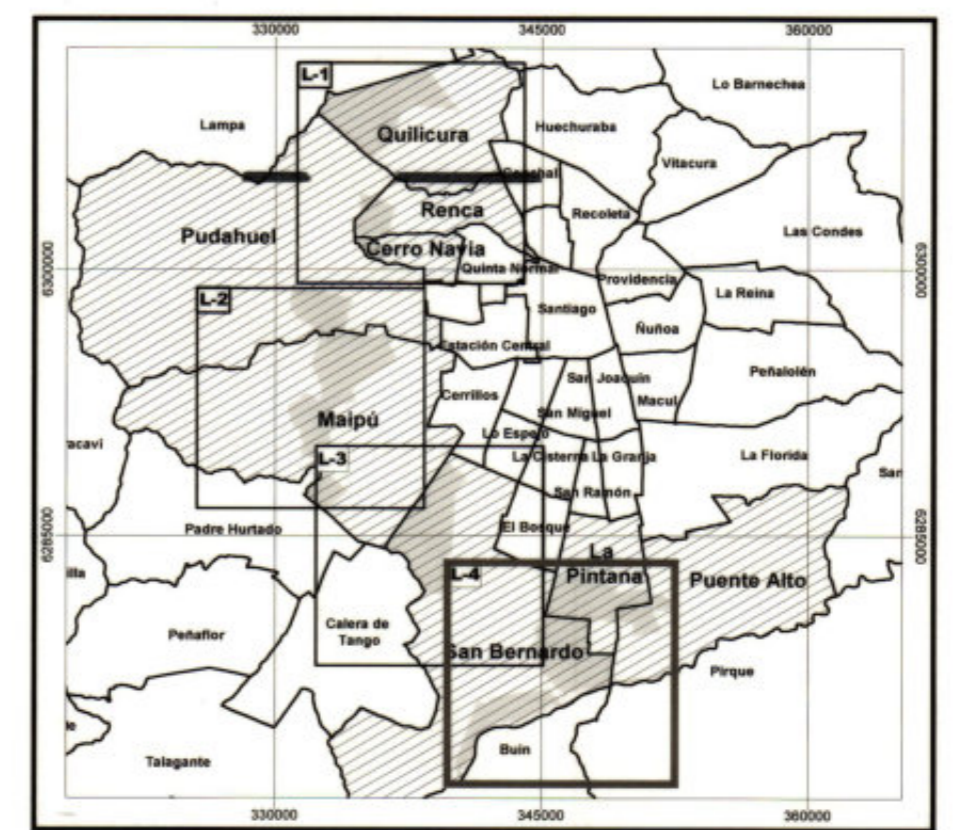 330000 345000 360000
L-1
Lo Barnechea
Lampa
Quilicura
Huechuraba
Vitacura
Renca
Recoleta
Pudahuel
Las Condes
Cerro Navia
Quinta Normal
6300000
6300000
Providencia
La Reina
L-2
Santiago
Ñuñoa
Estación Central
Peñalolén
San Joaquín
Cerrillos
Macul
San Miguel
Maipú
Lo Espejo
racaví
La Cisterna La Granja
La Florida
L-3
San
San Ramón
Padre Hurtado
El Bosque
6285000
6285000
La
Pintana
L-4
illa
Puente Alto
Calera de
Tango
Peñaflor
San Bernardo
Pirque
Buin
Talagante
330000 345000 360000